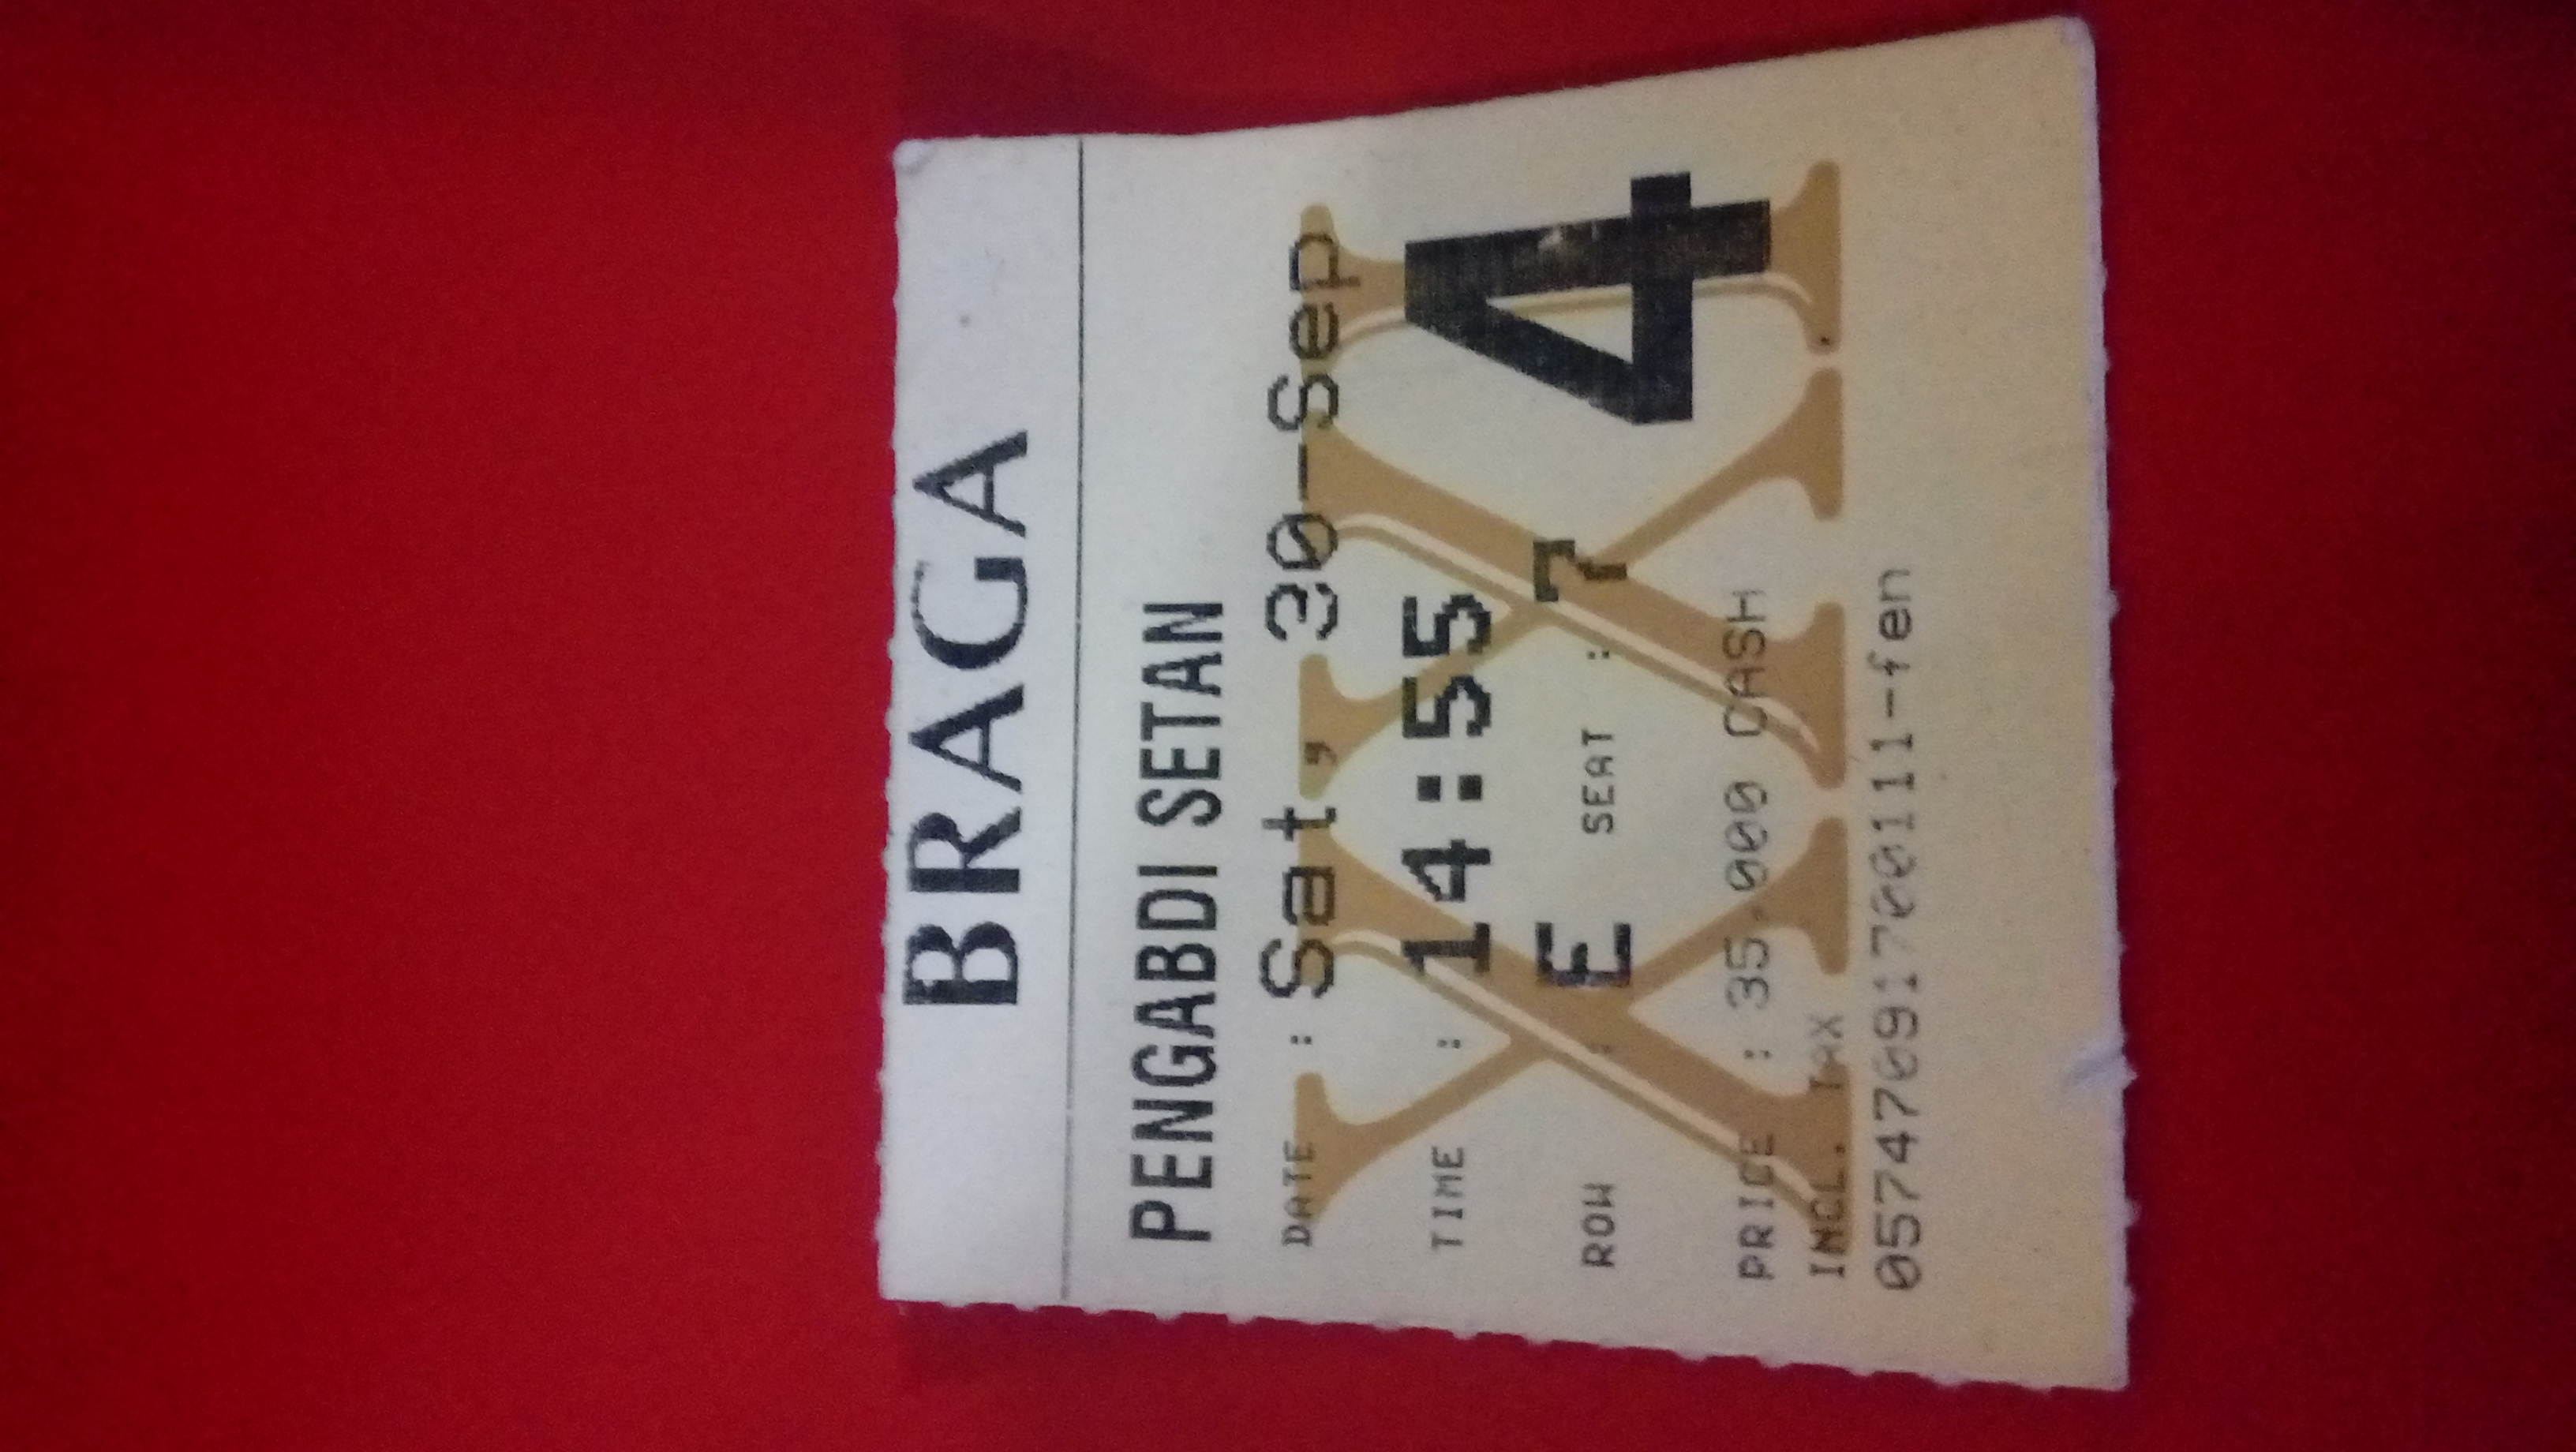 BRAGA
PENGABDI SETAN
DATE : Sat, 30-Sep
TIME : 14:55
ROW : E SEAT : 7
4
XXI
PRICE : 35.000 CASH
INCL. TAX
05747091700111-fen